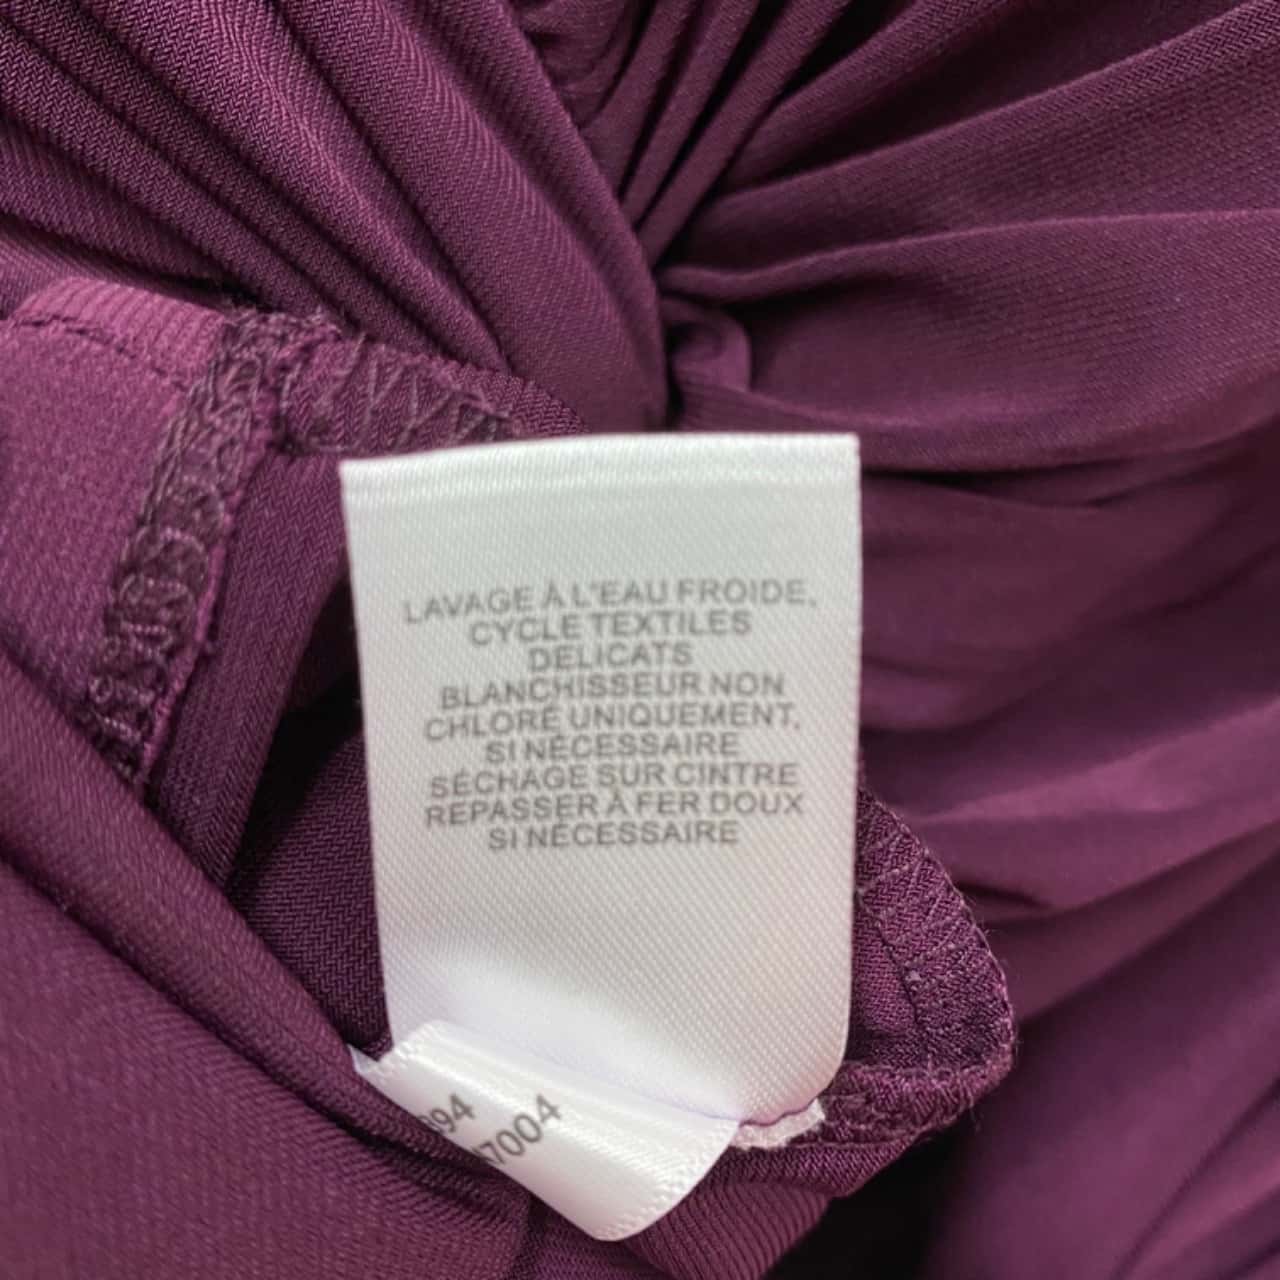 LAVAGE À L'EAU FROIDE,
CYCLE TEXTILES
DÉLICATS
BLANCHISSEUR NON
CHLORÉ UNIQUEMENT,
SI NÉCESSAIRE
SÉCHAGE SUR CINTRE
REPASSER À FER DOUX
SI NÉCESSAIRE